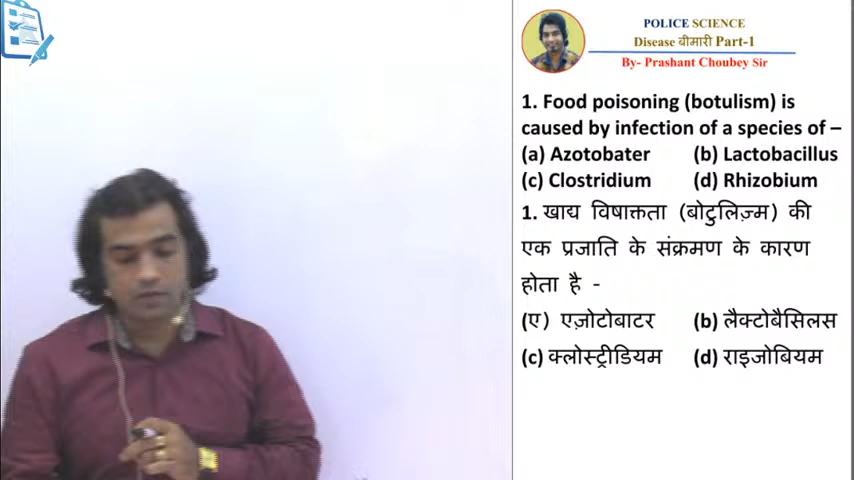 POLICE SCIENCE
Disease बीमारी Part-1
By- Prashant Choubey Sir
1. Food poisoning (botulism) is
caused by infection of a species of –
(a) Azotobater (b) Lactobacillus
(c) Clostridium (d) Rhizobium
1. खाद्य विषाक्तता (बोटुलिज़्म) की
एक प्रजाति के संक्रमण के कारण
होता है -
(ए) एज़ोटोबाटर (b) लैक्टोबैसिलस
(c) क्लोस्ट्रीडियम (d) राइजोबियम